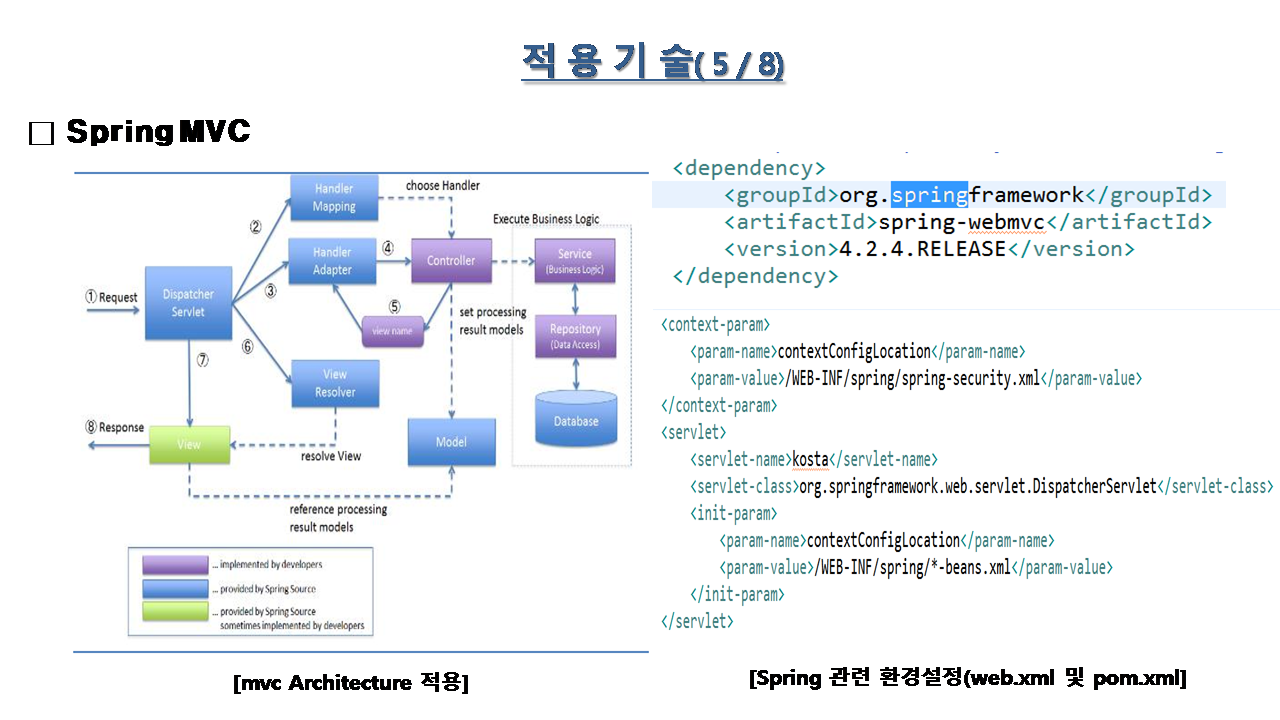 적 용 기 술( 5 / 8)
□ Spring MVC
Handler
Mapping
choose Handler
②
Execute Business Logic
Handler
Adapter
④
Controller
Service
(Business Logic)
① Request
Dispatcher
Servlet
③
⑤
view name
set processing
result models
Repository
(Data Access)
⑥
⑦
View
Resolver
Database
⑧ Response
View
resolve View
Model
reference processing
result models
... implemented by developers
... provided by Spring Source
... provided by Spring Source
sometimes implemented by developers
[mvc Architecture 적용]
<dependency>
<groupId>org.springframework</groupId>
<artifactId>spring-webmvc</artifactId>
<version>4.2.4.RELEASE</version>
</dependency>
<context-param>
<param-name>contextConfigLocation</param-name>
<param-value>/WEB-INF/spring/spring-security.xml</param-value>
</context-param>
<servlet>
<servlet-name>kosta</servlet-name>
<servlet-class>org.springframework.web.servlet.DispatcherServlet</servlet-class>
<init-param>
<param-name>contextConfigLocation</param-name>
<param-value>/WEB-INF/spring/*-beans.xml</param-value>
</init-param>
</servlet>
[Spring 관련 환경설정(web.xml 및 pom.xml]